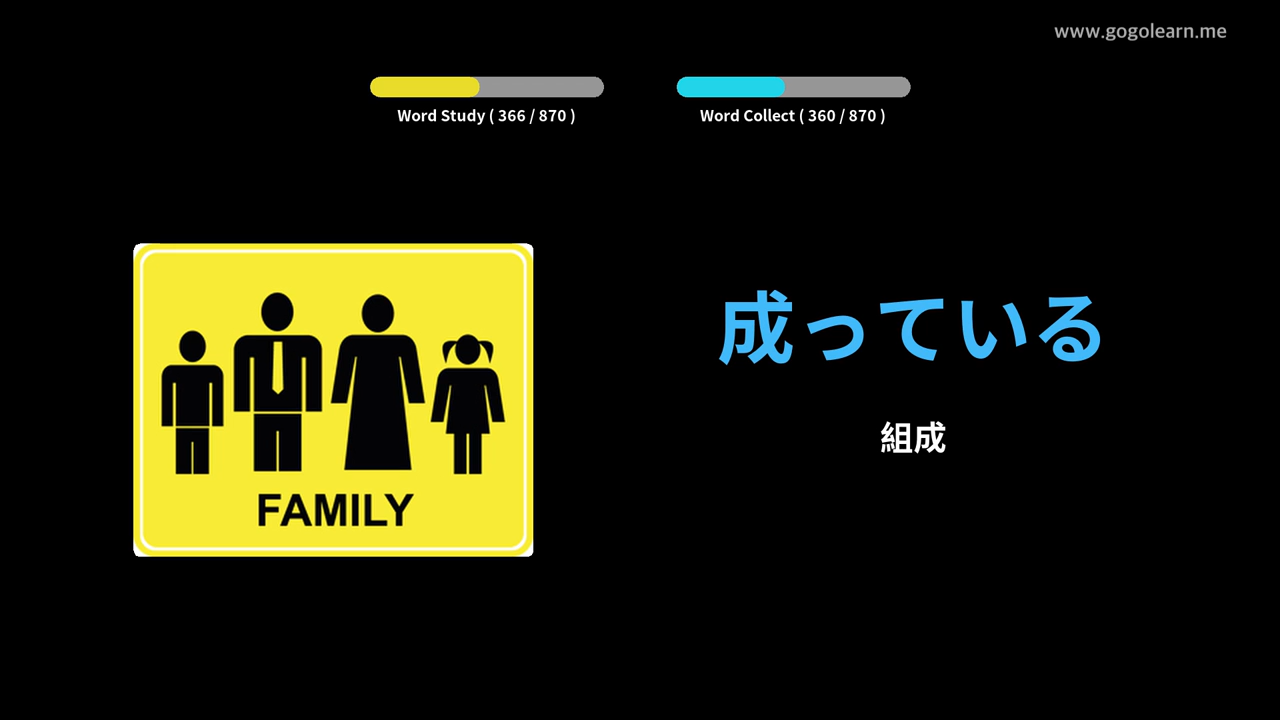 www.gogolearn.me
Word Study ( 366 / 870 )
Word Collect ( 360 / 870 )
FAMILY
成っている
組成